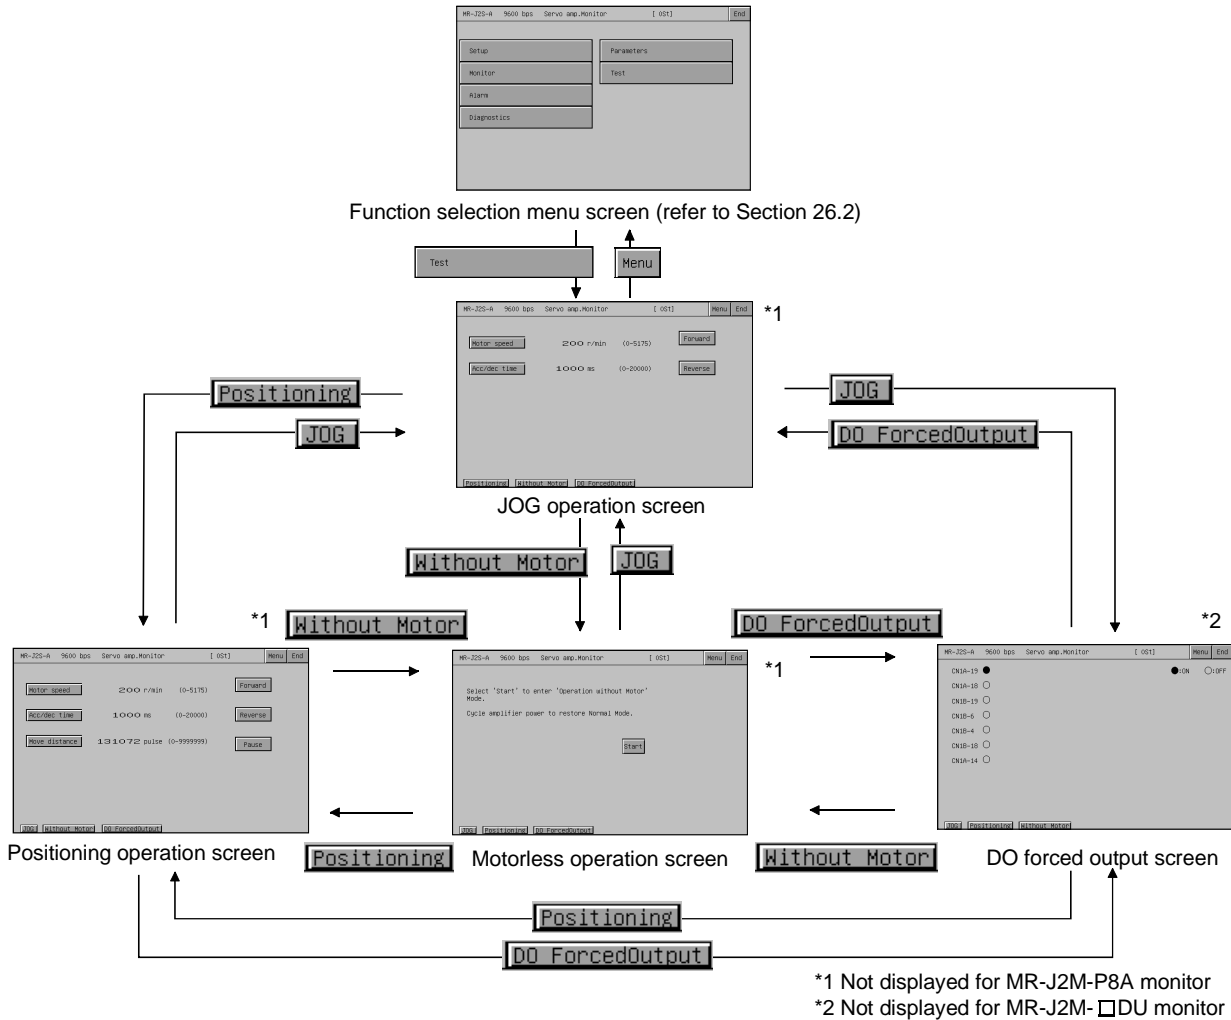 MR-J2S-A 9600 bps Servo amp.Monitor [ OSt] End
Setup Parameters
Monitor Test
Alarm
Diagnostics
Function selection menu screen (refer to Section 26.2)
Test Menu
MR-J2S-A 9600 bps Servo amp.Monitor [ OSt] Menu End
*1
Motor speed 200 r/min (0-5175) Forward
Acc/dec time 1000 ms (0-20000) Reverse
Positioning Without Motor DO ForcedOutput
Positioning
JOG
JOG
DO ForcedOutput
JOG operation screen
Without Motor JOG
*1 Without Motor
DO ForcedOutput *2
MR-J2S-A 9600 bps Servo amp.Monitor [ OSt] Menu End
Motor speed 200 r/min (0-5175) Forward
Acc/dec time 1000 ms (0-20000) Reverse
Move distance 131072 pulse (0-9999999) Pause
JOG Without Motor DO ForcedOutput
Positioning operation screen
MR-J2S-A 9600 bps Servo amp.Monitor [ OSt] Menu End
*1
Select 'Start' to enter 'Operation without Motor'
Mode.
Cycle amplifier power to restore Normal Mode.
Start
JOG Positioning DO ForcedOutput
Motorless operation screen
MR-J2S-A 9600 bps Servo amp.Monitor [ OSt] Menu End
CN1A-19 ● ●:ON ○:OFF
CN1A-18 ○
CN1B-19 ○
CN1B-6 ○
CN1B-4 ○
CN1B-18 ○
CN1A-14 ○
JOG Positioning Without Motor
DO forced output screen
Positioning
Without Motor
Positioning
DO ForcedOutput
*1 Not displayed for MR-J2M-P8A monitor
*2 Not displayed for MR-J2M- □DU monitor